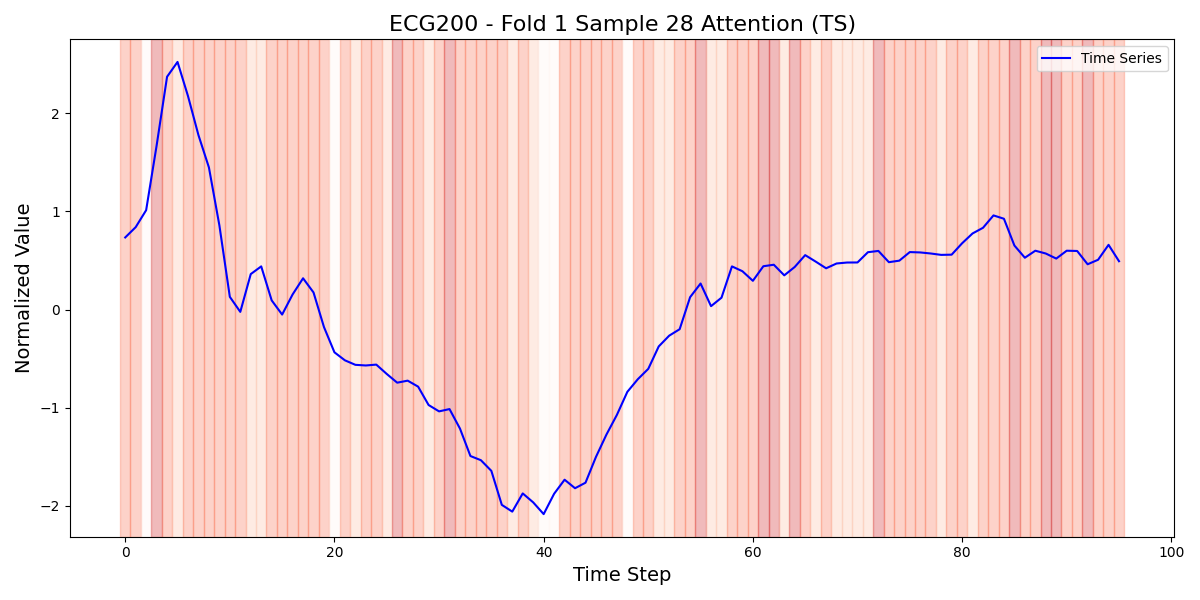 ECG200 - Fold 1 Sample 28 Attention (TS)
Time Series
Normalized Value
2
1
0
−1
−2
0 20 40 60 80 100
Time Step